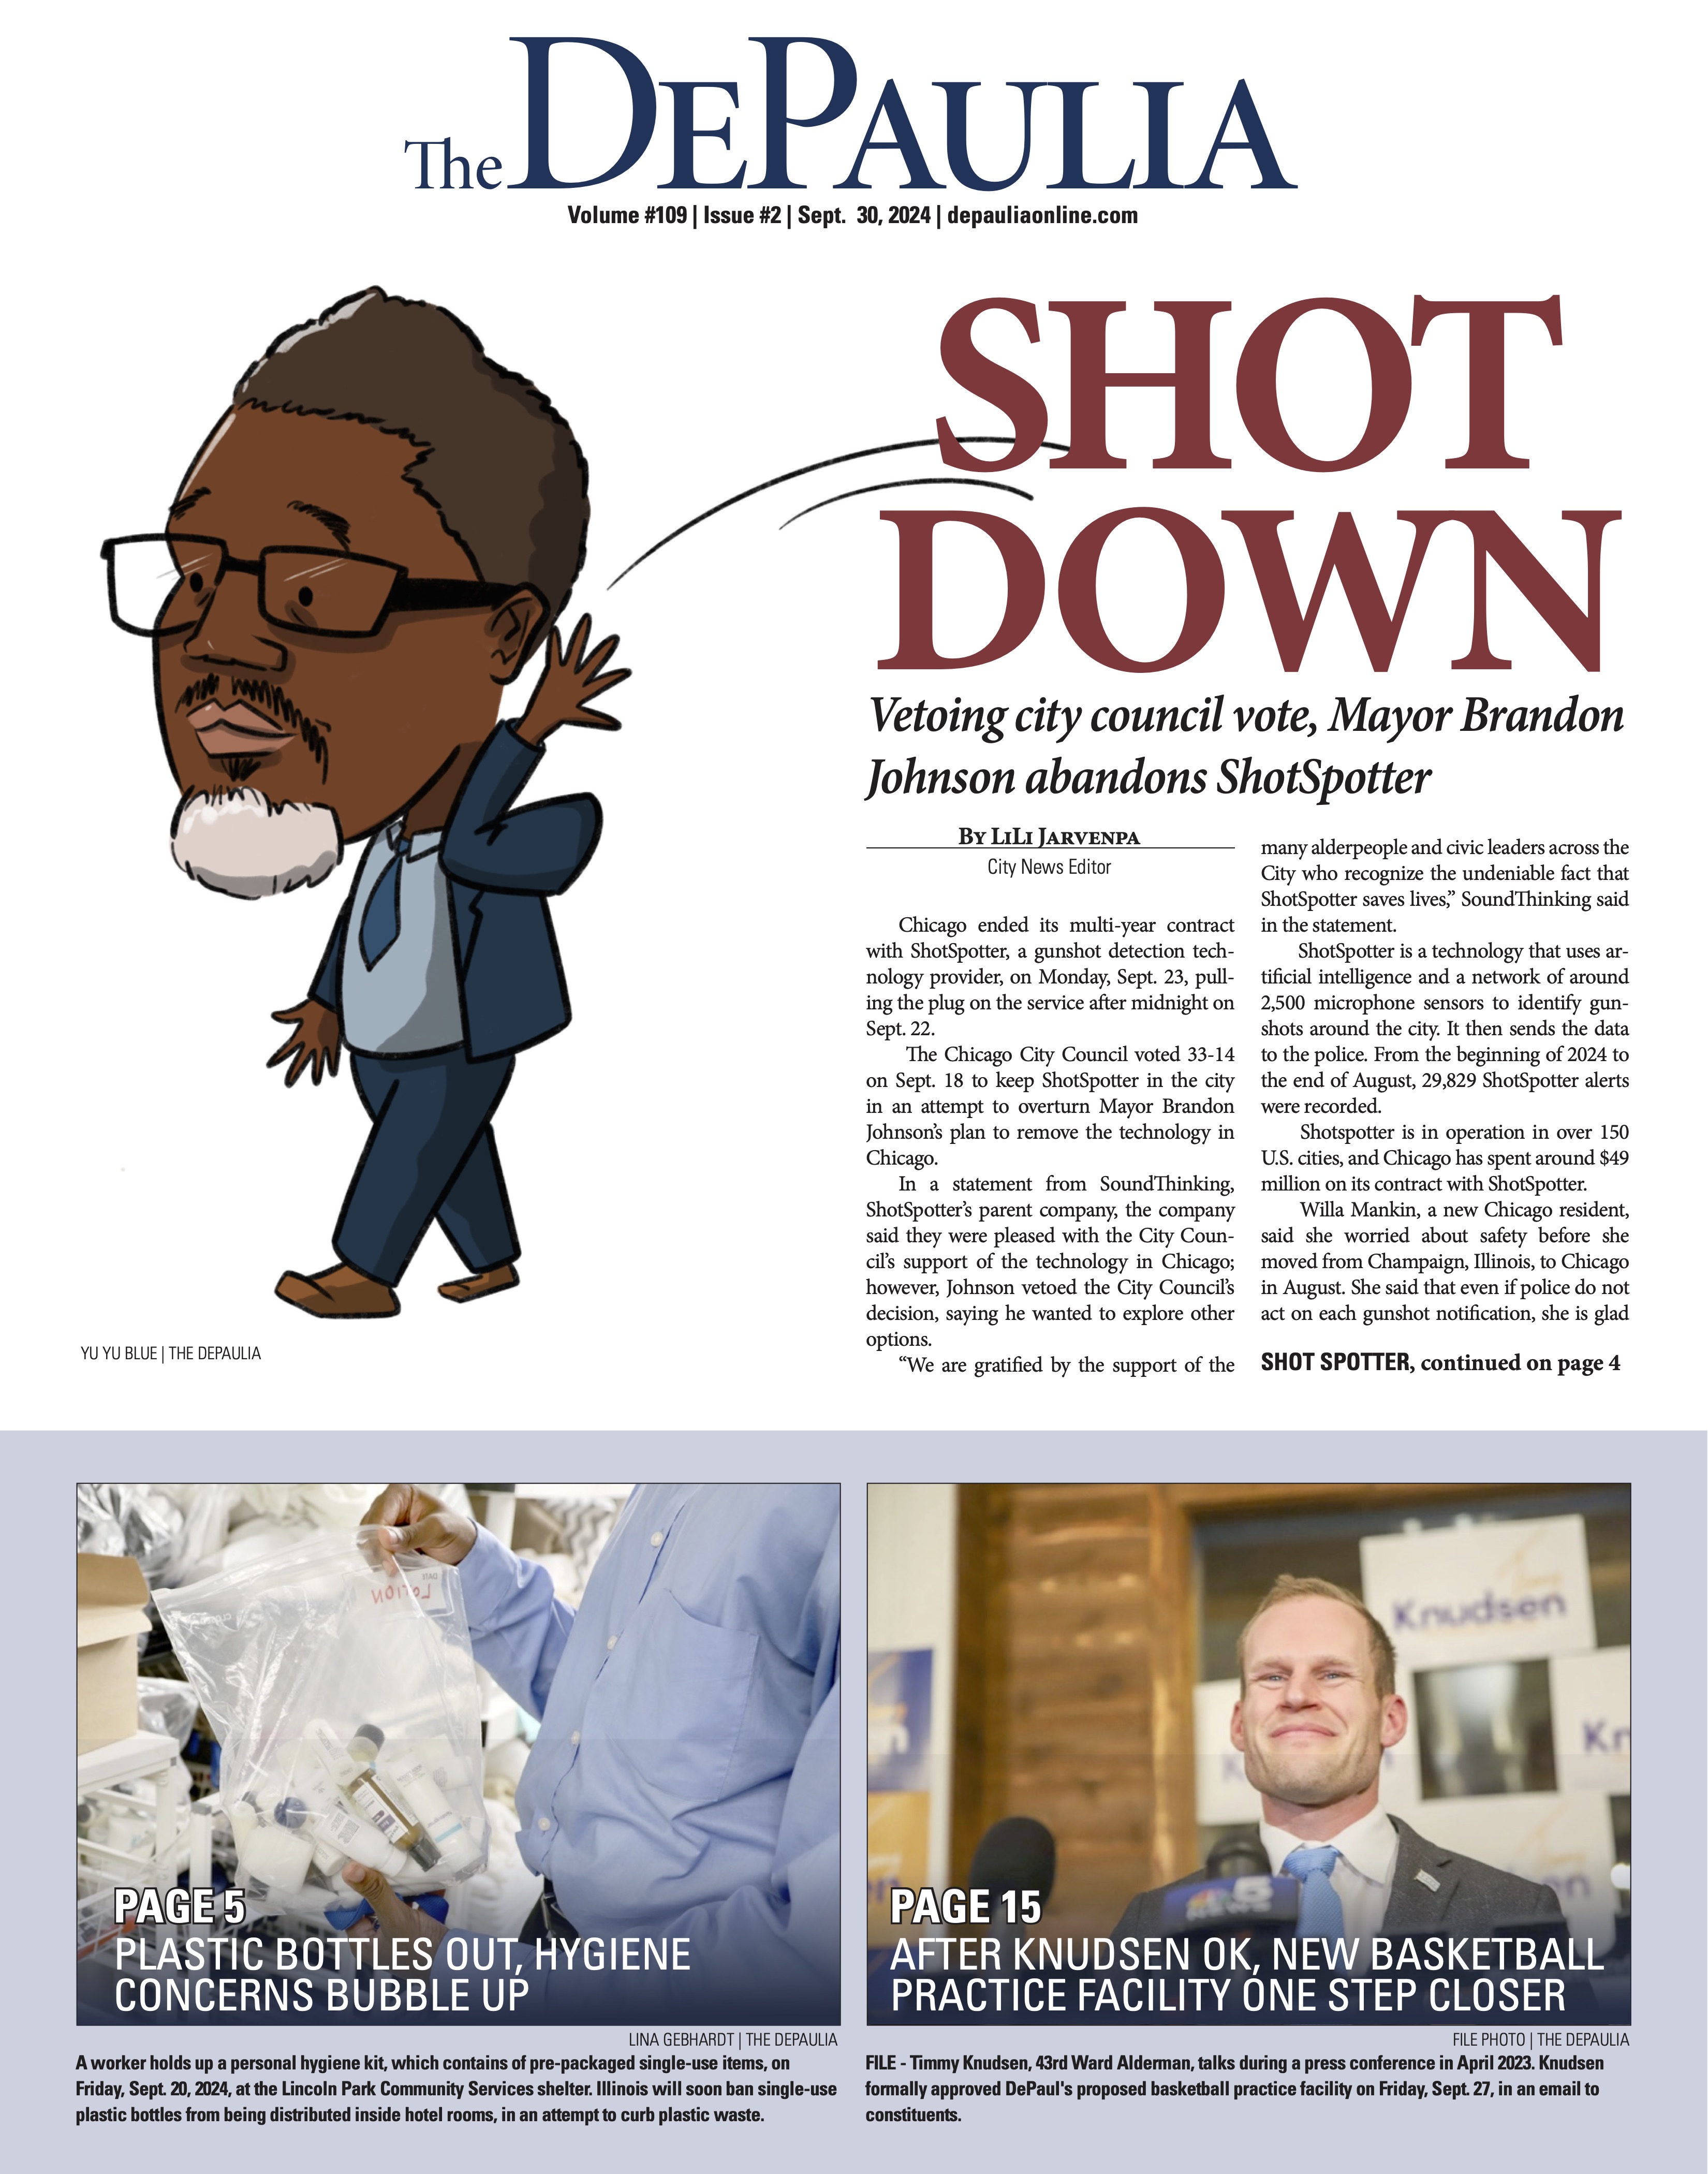 The DEPAULIA
Volume #109 | Issue #2 | Sept. 30, 2024 | depauliaonline.com
SHOT
DOWN
Vetoing city council vote, Mayor Brandon
Johnson abandons ShotSpotter
BY LILI JARVENPA
City News Editor
Chicago ended its multi-year contract
with ShotSpotter, a gunshot detection tech-
nology provider, on Monday, Sept. 23, pull-
ing the plug on the service after midnight on
Sept. 22.
The Chicago City Council voted 33-14
on Sept. 18 to keep ShotSpotter in the city
in an attempt to overturn Mayor Brandon
Johnson’s plan to remove the technology in
Chicago.
In a statement from SoundThinking,
ShotSpotter’s parent company, the company
said they were pleased with the City Coun-
cil’s support of the technology in Chicago;
however, Johnson vetoed the City Council’s
decision, saying he wanted to explore other
options.
“We are gratified by the support of the
many alderpeople and civic leaders across the
City who recognize the undeniable fact that
ShotSpotter saves lives,” SoundThinking said
in the statement.
ShotSpotter is a technology that uses ar-
tificial intelligence and a network of around
2,500 microphone sensors to identify gun-
shots around the city. It then sends the data
to the police. From the beginning of 2024 to
the end of August, 29,829 ShotSpotter alerts
were recorded.
Shotspotter is in operation in over 150
U.S. cities, and Chicago has spent around $49
million on its contract with ShotSpotter.
Willa Mankin, a new Chicago resident,
said she worried about safety before she
moved from Champaign, Illinois, to Chicago
in August. She said that even if police do not
act on each gunshot notification, she is glad
SHOT SPOTTER, continued on page 4
YU YU BLUE | THE DEPAULIA
LOTION
PAGE 5
PLASTIC BOTTLES OUT, HYGIENE
CONCERNS BUBBLE UP
LINA GEBHARDT | THE DEPAULIA
A worker holds up a personal hygiene kit, which contains of pre-packaged single-use items, on
Friday, Sept. 20, 2024, at the Lincoln Park Community Services shelter. Illinois will soon ban single-use
plastic bottles from being distributed inside hotel rooms, in an attempt to curb plastic waste.
Knudsen
Kn
5
NEWS
PAGE 15
AFTER KNUDSEN OK, NEW BASKETBALL
PRACTICE FACILITY ONE STEP CLOSER
FILE PHOTO | THE DEPAULIA
FILE - Timmy Knudsen, 43rd Ward Alderman, talks during a press conference in April 2023. Knudsen
formally approved DePaul's proposed basketball practice facility on Friday, Sept. 27, in an email to
constituents.